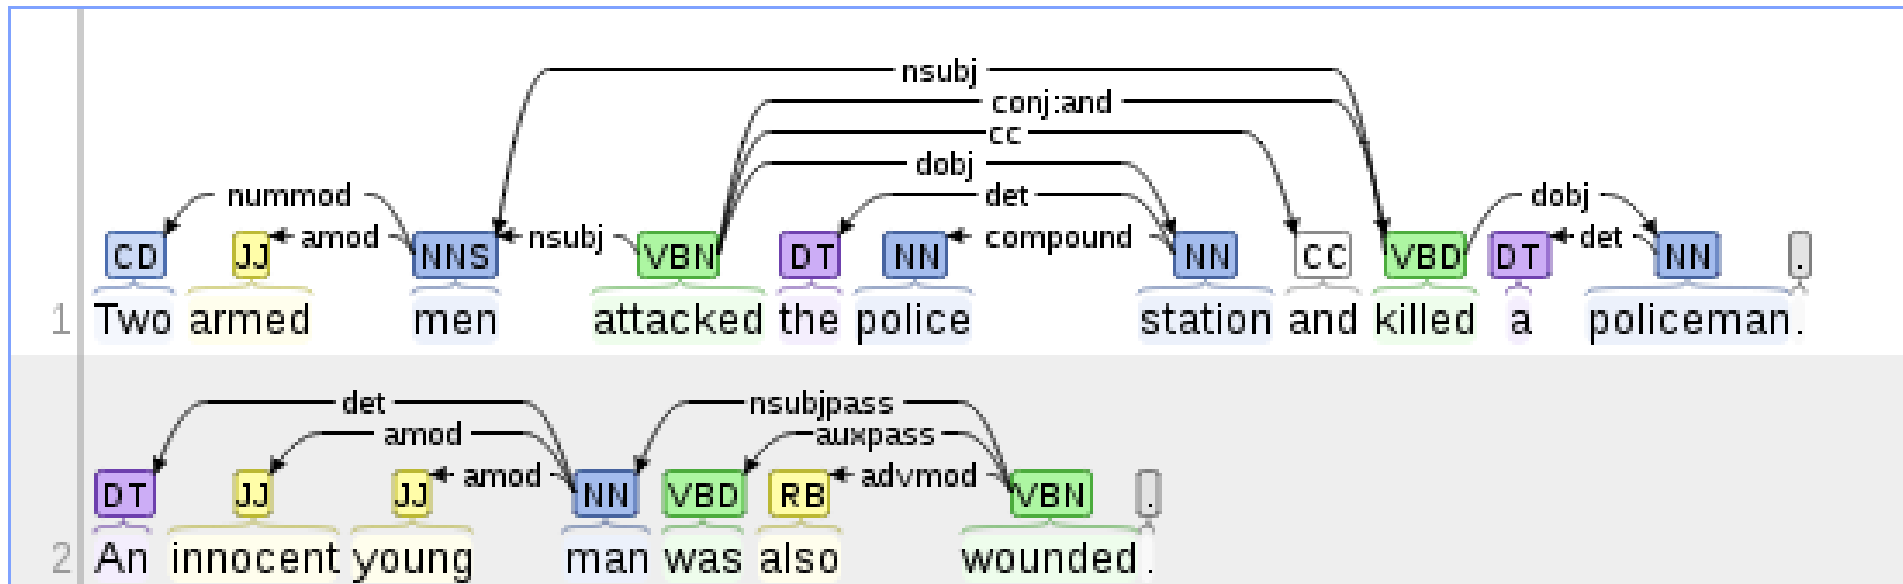 nsubj
conj:and
cc
dobj
nummod det dobj
amod nsubj compound det
CD JJ NNS VBN DT NN NN CC VBD DT NN .
1 Two armed men attacked the police station and killed a policeman.
det nsubjpass
amod auxpass
amod advmod
DT JJ JJ NN VBD RB VBN .
2 An innocent young man was also wounded.